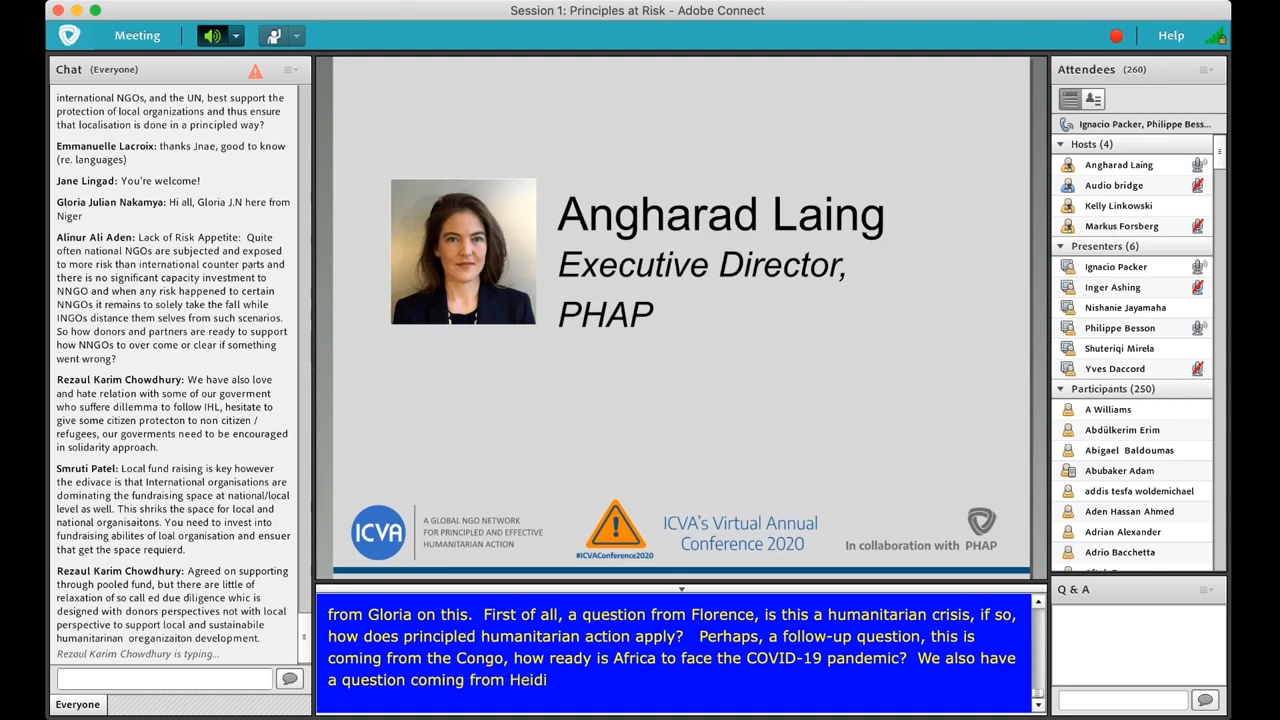 Session 1: Principles at Risk - Adobe Connect
Meeting
Help
Chat (Everyone)
international NGOs, and the UN, best support the
protection of local organizations and thus ensure
that localisation is done in a principled way?
Emmanuelle Lacroix: thanks Jnae, good to know
(re. languages)
Jane Lingad: You're welcome!
Gloria Julian Nakamya: Hi all, Gloria J.N here from
Niger
Alinur Ali Aden: Lack of Risk Appetite: Quite
often national NGOs are subjected and exposed
to more risk than international counter parts and
there is no significant capacity investment to
NNGO and when any risk happened to certain
NNGOs it remains to solely take the fall while
INGOs distance them selves from such scenarios.
So how donors and partners are ready to support
how NNGOs to over come or clear if something
went wrong?
Rezaul Karim Chowdhury: We have also love
and hate relation with some of our goverment
who suffere dillemma to follow IHL, hesitate to
give some citizen protecton to non citizen /
refugees, our goverments need to be encouraged
in solidarity approach.
Smruti Patel: Local fund raising is key however
the edivace is that International organisations are
dominating the fundraising space at national/local
level as well. This shriks the space for local and
national organisaitons. You need to invest into
fundraising abilites of loal organisation and ensuer
that get the space requierd.
Rezaul Karim Chowdhury: Agreed on supporting
through pooled fund, but there are little of
relaxation of so call ed due diligence whic is
designed with donors perspectives not with local
perspective to support local and sustainabile
humantarinan oreganizaiton development.
Rezaul Karim Chowdhury is typing...
Everyone
Angharad Laing
Executive Director,
PHAP
ICVA
A GLOBAL NGO NETWORK
FOR PRINCIPLED AND EFFECTIVE
HUMANITARIAN ACTION
#ICVAConference2020
ICVA's Virtual Annual
Conference 2020
In collaboration with PHAP
from Gloria on this. First of all, a question from Florence, is this a humanitarian crisis, if so,
how does principled humanitarian action apply? Perhaps, a follow-up question, this is
coming from the Congo, how ready is Africa to face the COVID-19 pandemic? We also have
a question coming from Heidi
Attendees (260)
Ignacio Packer, Philippe Bess...
Hosts (4)
Angharad Laing
Audio bridge
Kelly Linkowski
Markus Forsberg
Presenters (6)
Ignacio Packer
Inger Ashing
Nishanie Jayamaha
Philippe Besson
Shuteriqi Mirela
Yves Daccord
Participants (250)
A Williams
Abdülkerim Erim
Abigael Baldoumas
Abubaker Adam
addis tesfa woldemichael
Aden Hassan Ahmed
Adrian Alexander
Adrio Bacchetta
Q & A